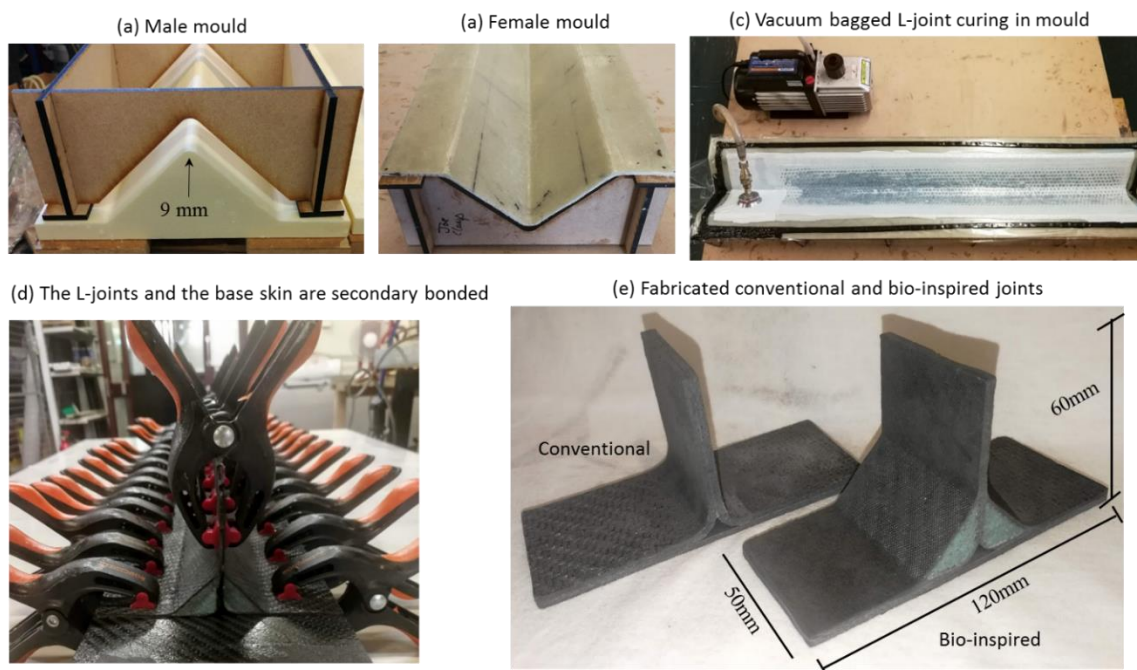 (a) Male mould
(a) Female mould
(c) Vacuum bagged L-joint curing in mould
9 mm
(d) The L-joints and the base skin are secondary bonded
(e) Fabricated conventional and bio-inspired joints
Conventional
60mm
50mm
120mm
Bio-inspired